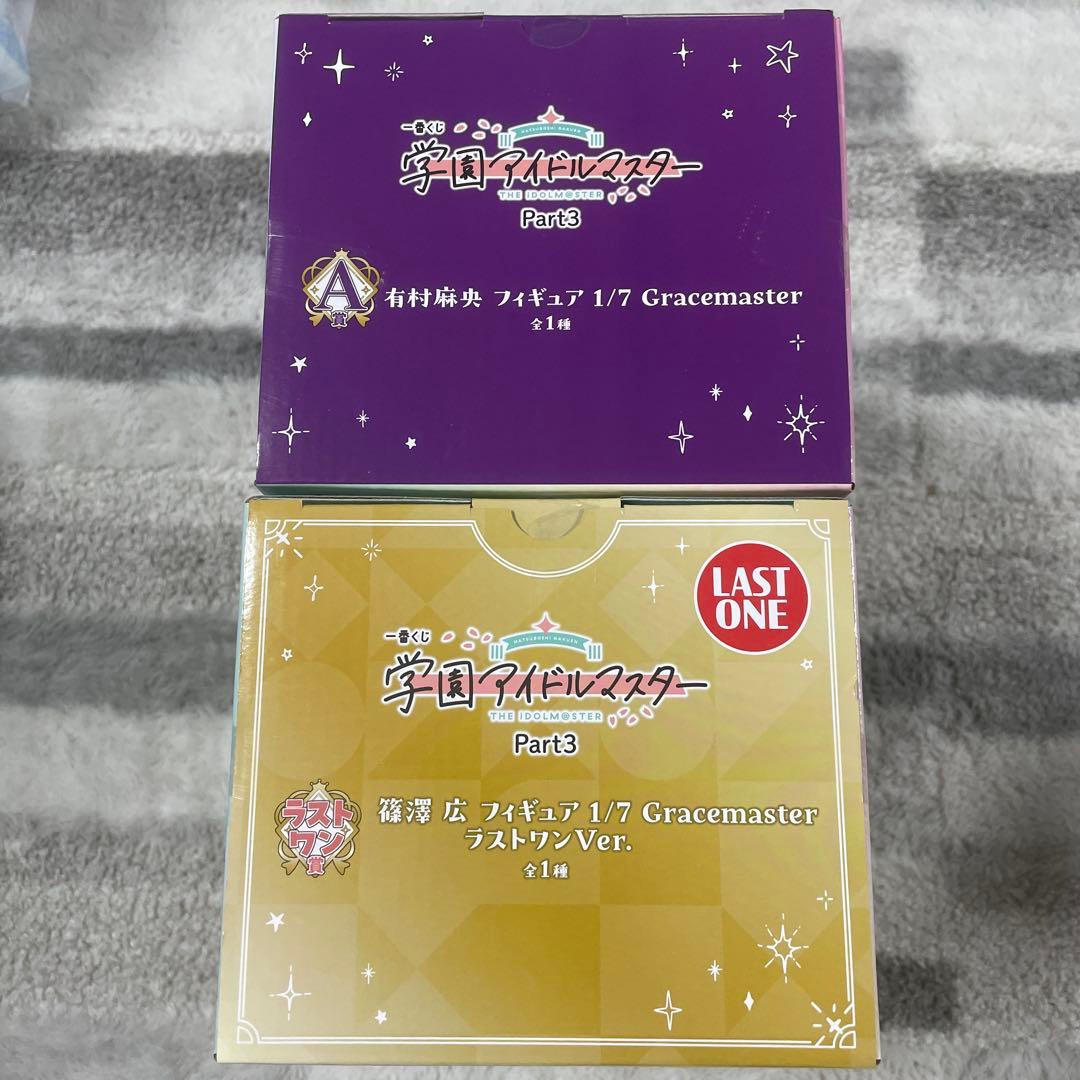 一番くじ
HATSUBOSHI GAKUEN
学園アイドルマスター
THE IDOLM@STER
Part3
A賞
有村麻央 フィギュア 1/7 Gracemaster
全1種
LAST
ONE
一番くじ
HATSUBOSHI GAKUEN
学園アイドルマスター
THE IDOLM@STER
Part3
ラスト
ワン
賞
篠澤 広 フィギュア 1/7 Gracemaster
ラストワンVer.
全1種